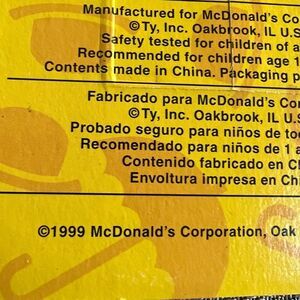 Manufactured for McDonald's Co
©Ty, Inc. Oakbrook, IL U.S
Safety tested for children of a
Recommended for children age 1
Contents made in China. Packaging p
Fabricado para McDonald's Co
©Ty, Inc. Oakbrook, IL U.S
Probado seguro para niños de to
Recomendado para niños de 1 a
Contenido fabricado en Ch
Envoltura impresa en Chi
©1999 McDonald's Corporation, Oak